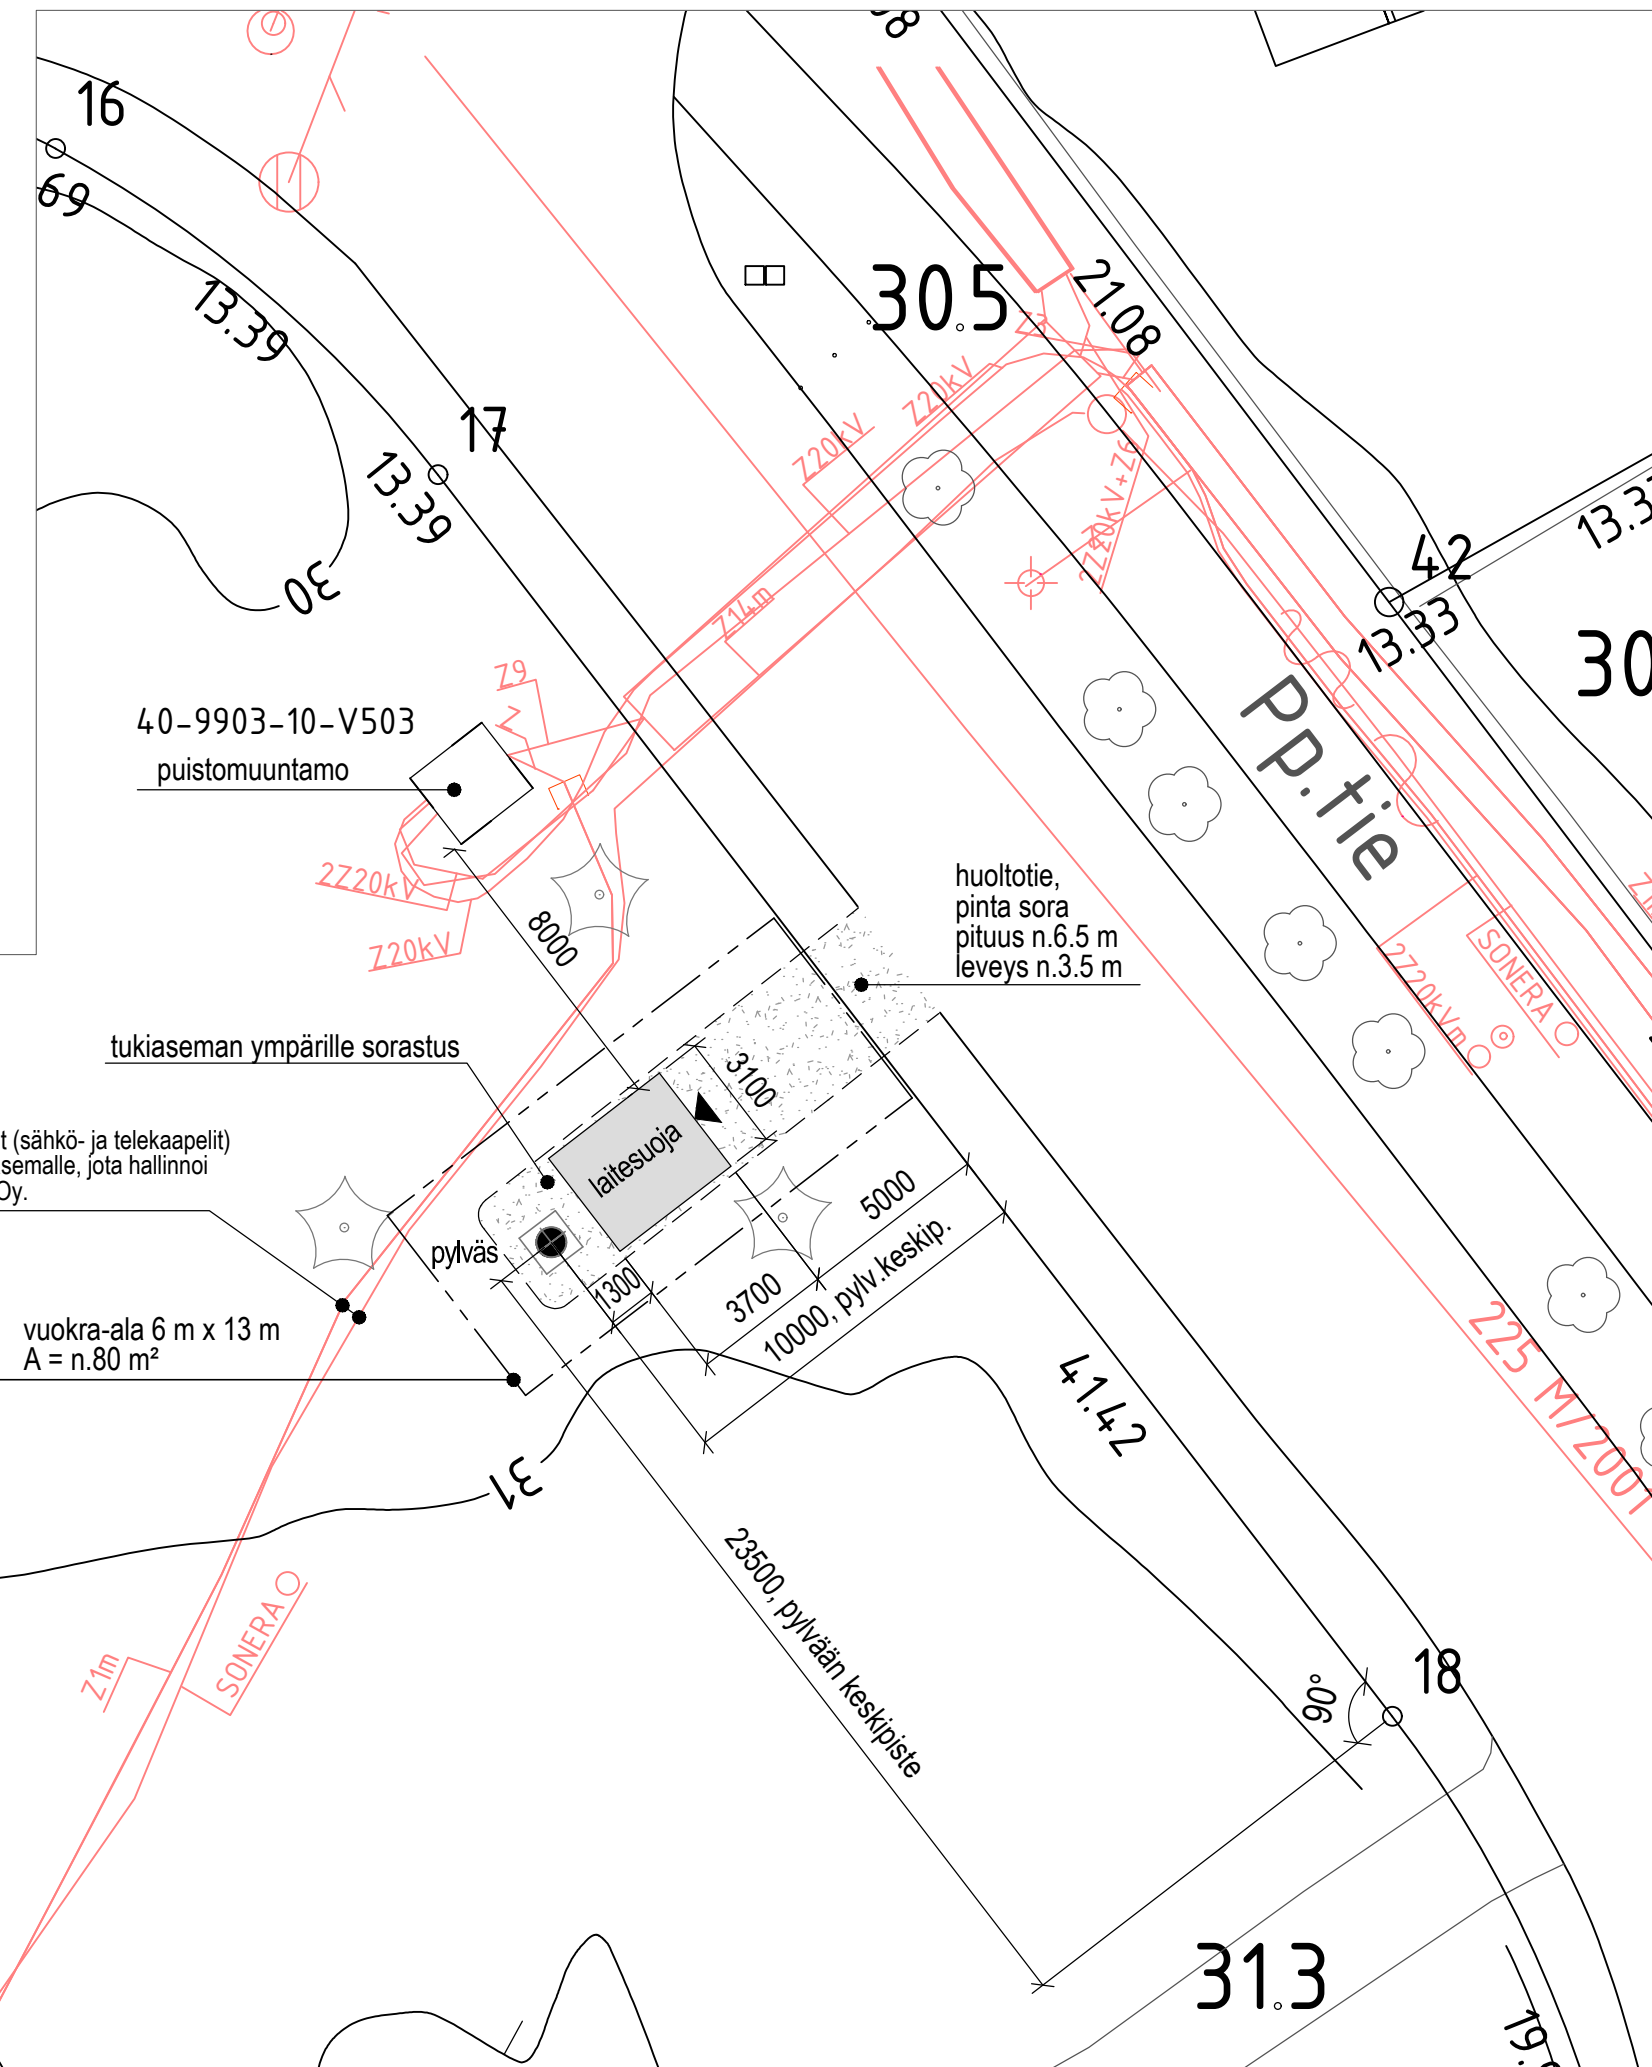 16
69
13.39
17
13.39
30
30.5
21.08
Z20kV
Z20kV
2Z20kV+Z6
42
13.33
30
Z14m
Z9
Z
40-9903-10-V503
puistomuuntamo
Pp.tie
2Z20kV
Z20kV
8000
huoltotie,
pinta sora
pituus n.6.5 m
leveys n.3.5 m
SONERA
2Z20kVm
tukiaseman ympärille sorastus
3100
laitesuoja
t (sähkö- ja telekaapelit)
semalle, jota hallinnoi
Oy.
pylväs
5000
1300
3700
10000, pylv.keskip.
vuokra-ala 6 m x 13 m
A = n.80 m²
41.42
225 M/2001
31
23500, pylvään keskipiste
SONERA
Z1m
90°
18
31.3
19.